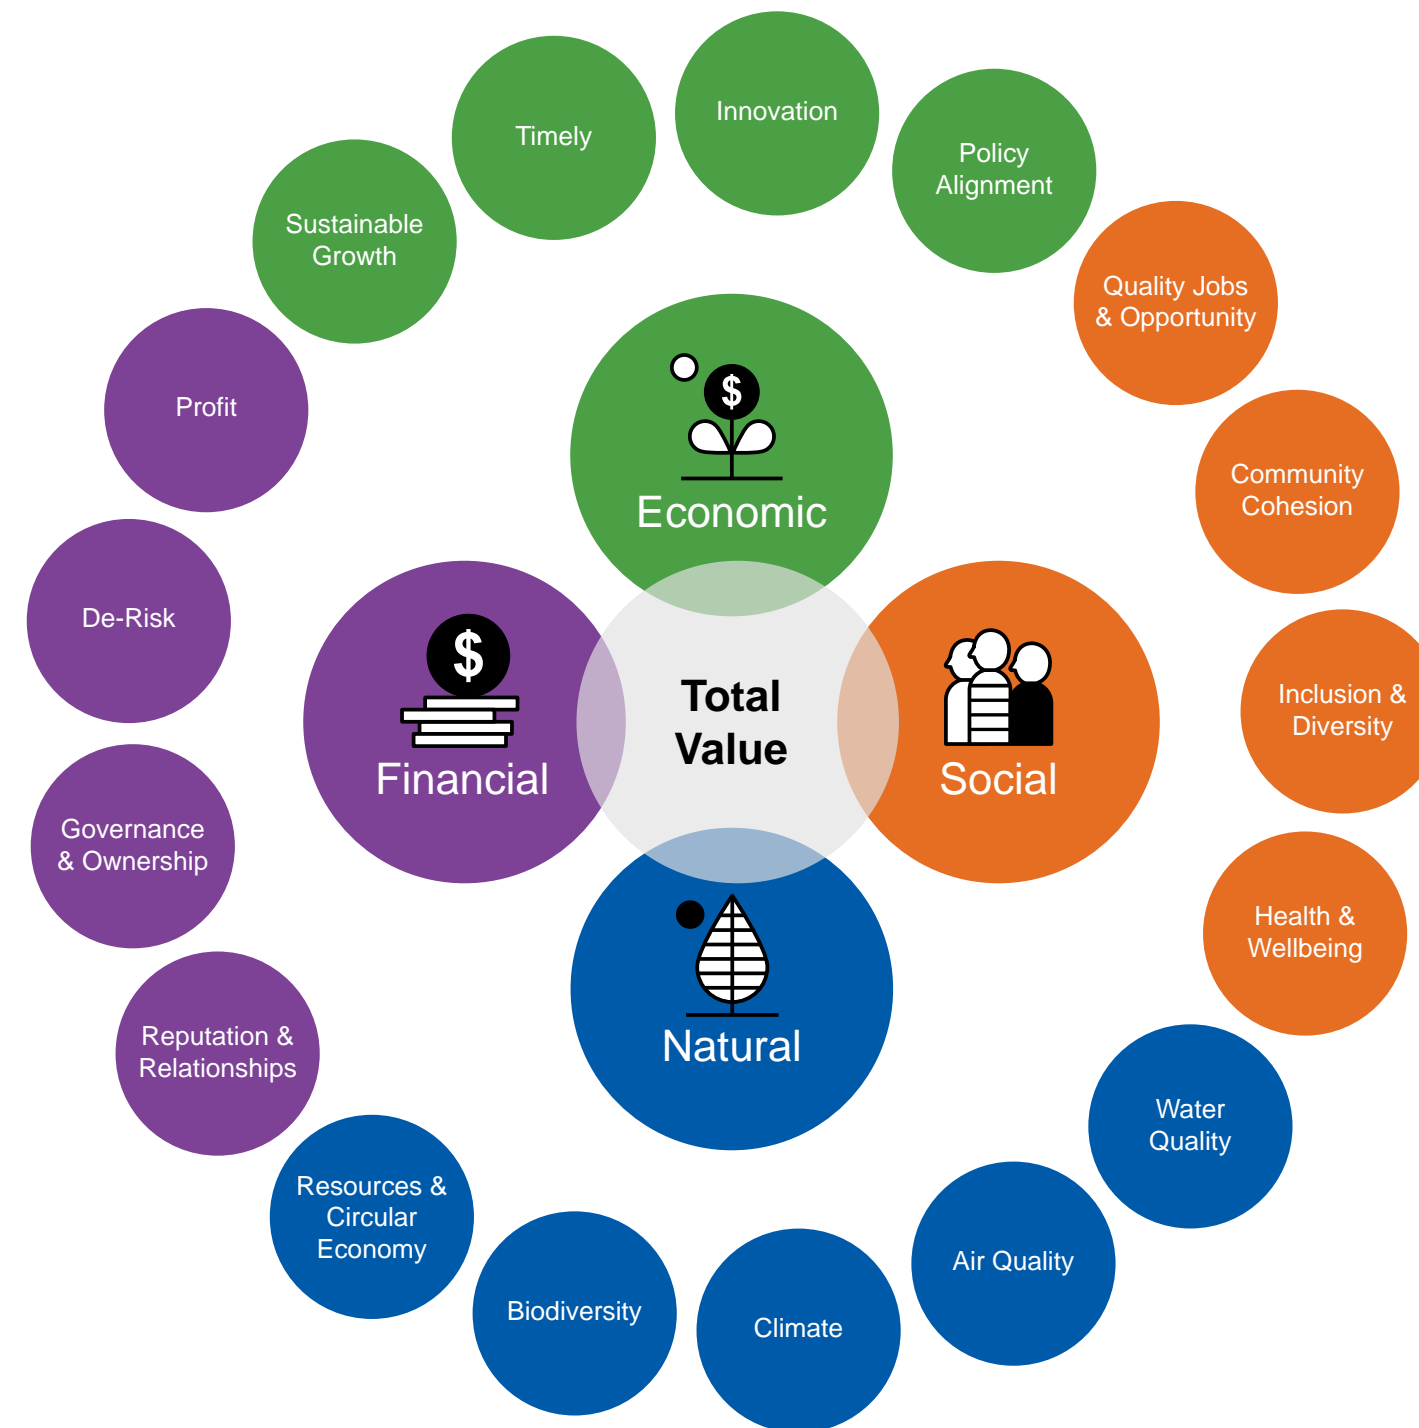 Innovation
Timely
Policy
Alignment
Sustainable
Growth
Quality Jobs
& Opportunity
Profit
$
Economic
Community
Cohesion
De-Risk
$
Financial
Total
Value
Social
Inclusion &
Diversity
Governance
& Ownership
Health &
Wellbeing
Natural
Reputation &
Relationships
Water
Quality
Resources &
Circular
Economy
Air Quality
Biodiversity
Climate